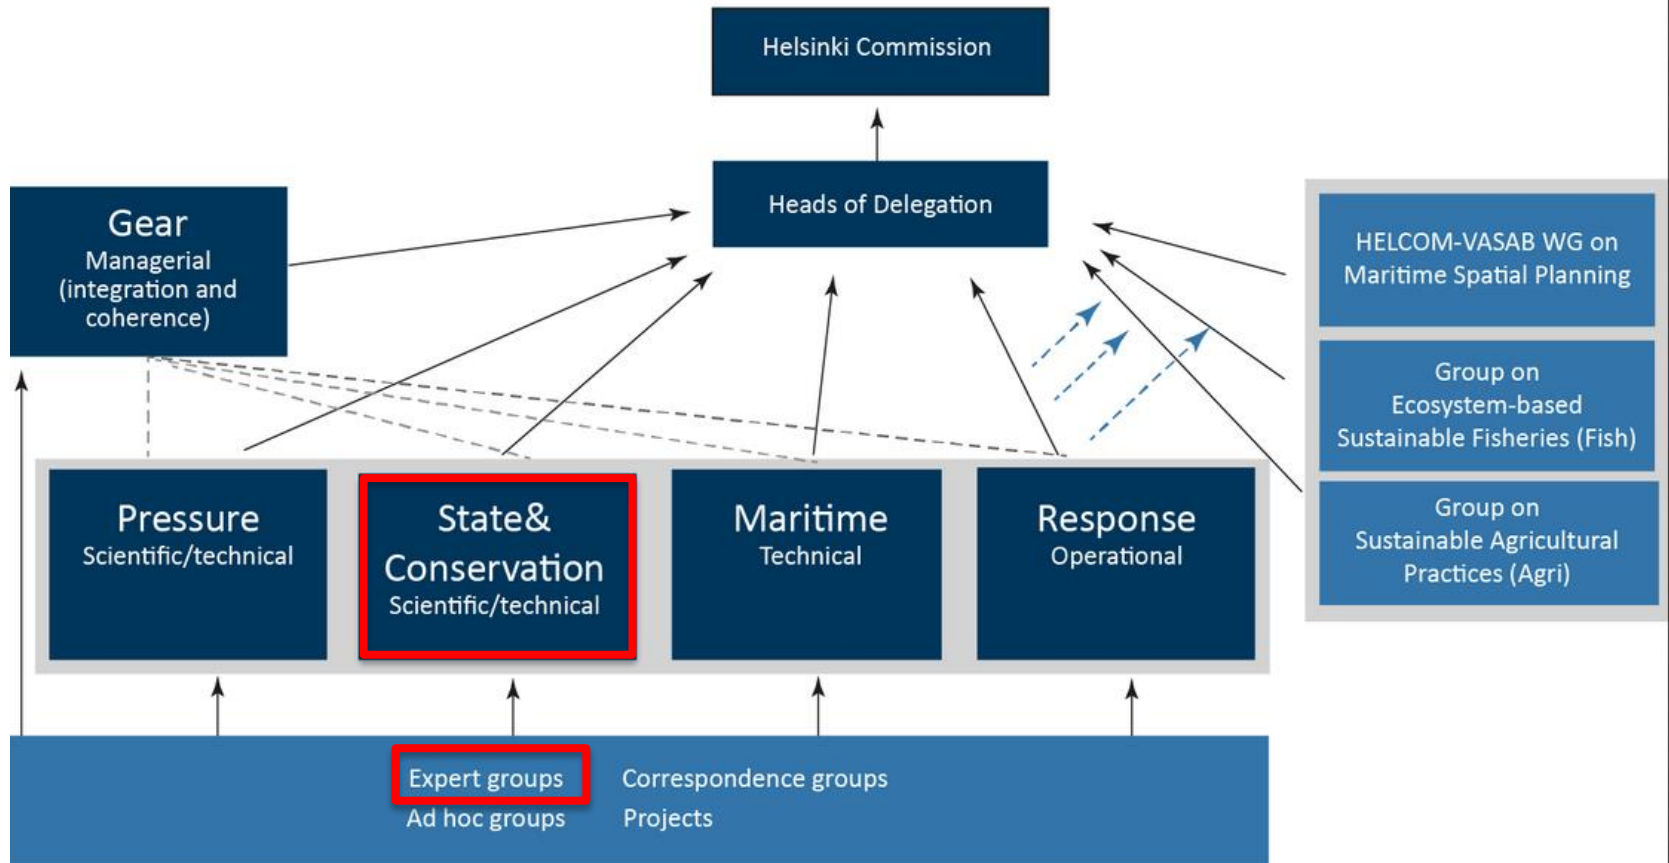 Helsinki Commission
Heads of Delegation
Gear
Managerial
(integration and
coherence)
HELCOM-VASAB WG on
Maritime Spatial Planning
Group on
Ecosystem-based
Sustainable Fisheries (Fish)
Group on
Sustainable Agricultural
Practices (Agri)
Pressure
Scientific/technical
State&
Conservation
Scientific/technical
Maritime
Technical
Response
Operational
Expert groups
Correspondence groups
Ad hoc groups
Projects